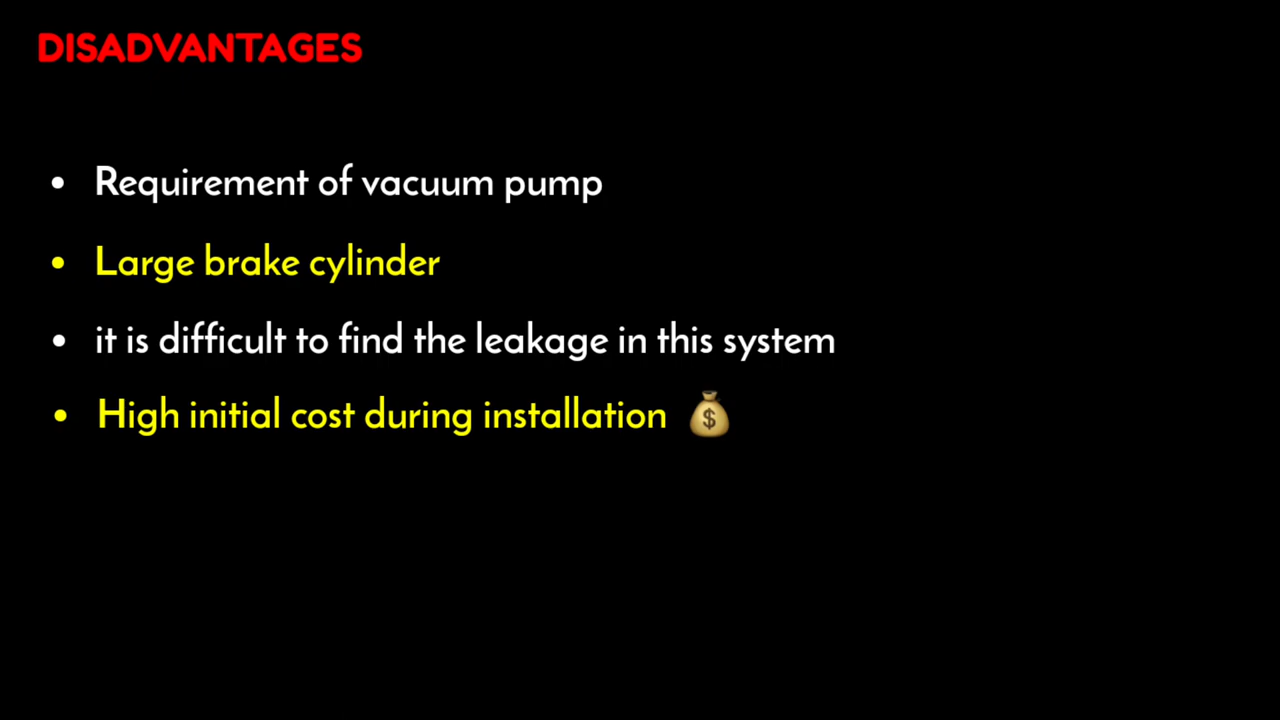 DISADVANTAGES
• Requirement of vacuum pump
• Large brake cylinder
• it is difficult to find the leakage in this system
• High initial cost during installation 💰